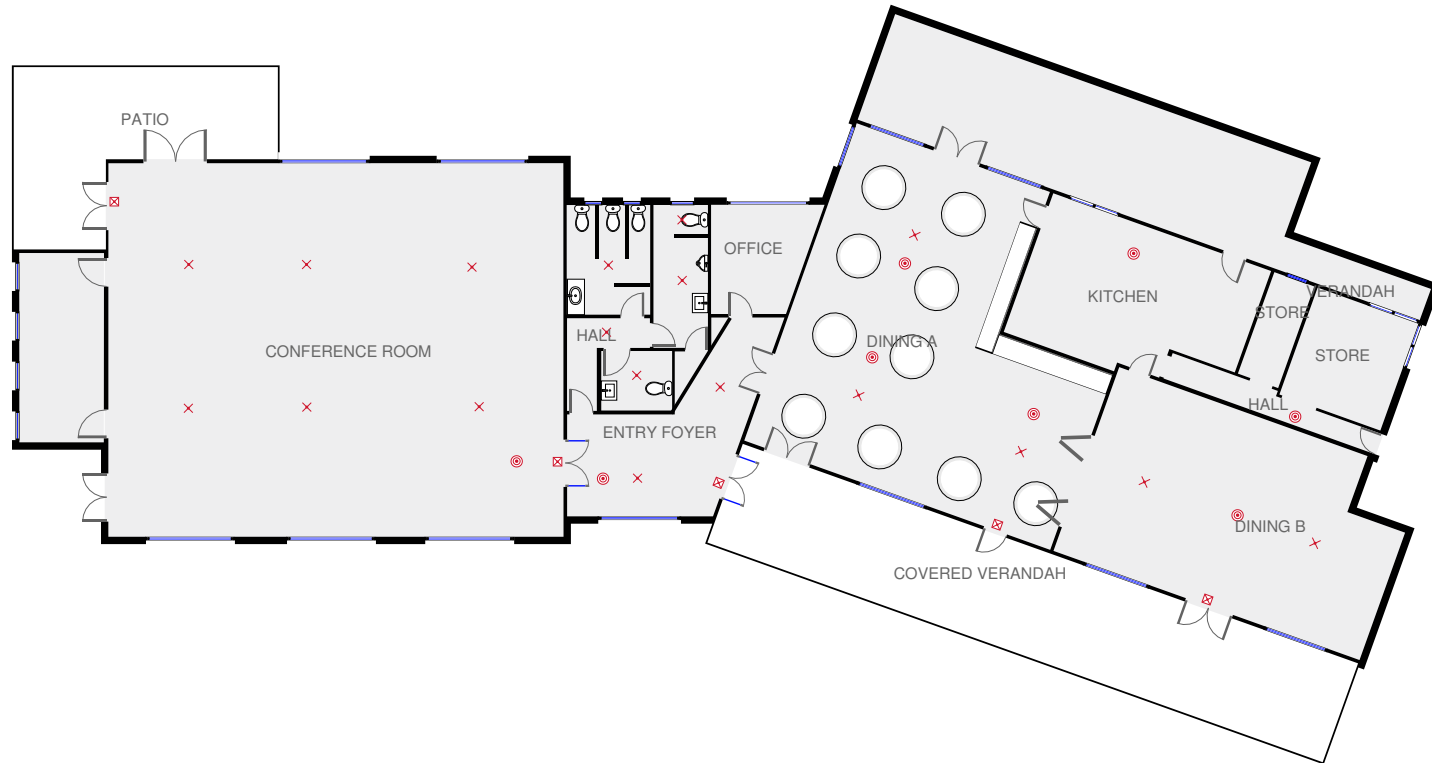 PATIO
OFFICE
KITCHEN
VERANDAH
STORE
HALL
DINING A
CONFERENCE ROOM
STORE
HALL
ENTRY FOYER
DINING B
COVERED VERANDAH